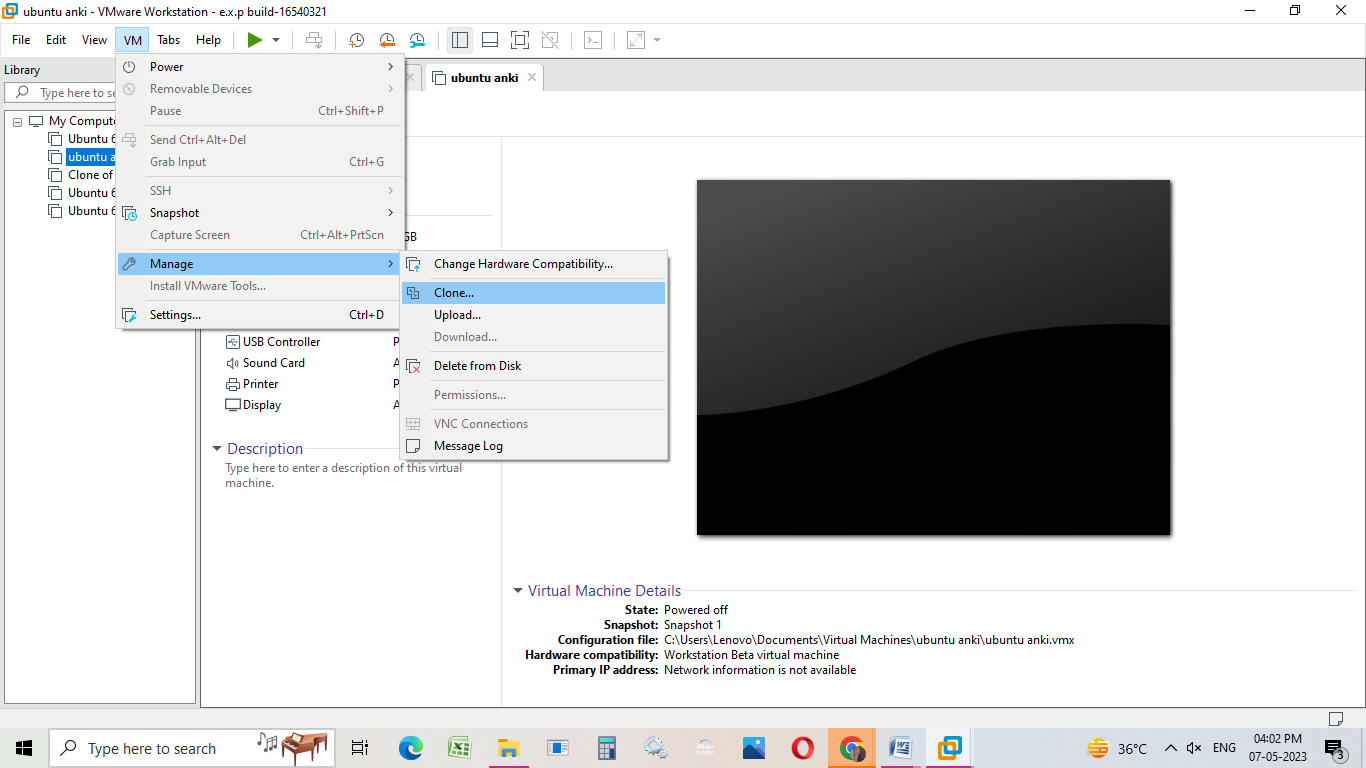 ubuntu anki - VMware Workstation - e.x.p build-16540321
File Edit View VM Tabs Help
Library
Type here to se
My Compute
Ubuntu 6
ubuntu a
Clone of
Ubuntu 6
Ubuntu 6
Power
Removable Devices
Pause Ctrl+Shift+P
Send Ctrl+Alt+Del
Grab Input Ctrl+G
SSH
Snapshot
Capture Screen Ctrl+Alt+PrtScn
Manage
Install VMware Tools...
Settings... Ctrl+D
ubuntu anki
GB
Change Hardware Compatibility...
Clone...
Upload...
Download...
Delete from Disk
Permissions...
VNC Connections
Message Log
USB Controller P
Sound Card A
Printer P
Display A
Description
Type here to enter a description of this virtual
machine.
Virtual Machine Details
State: Powered off
Snapshot: Snapshot 1
Configuration file: C:\Users\Lenovo\Documents\Virtual Machines\ubuntu anki\ubuntu anki.vmx
Hardware compatibility: Workstation Beta virtual machine
Primary IP address: Network information is not available
Type here to search
36°C
ENG
04:02 PM
07-05-2023
3